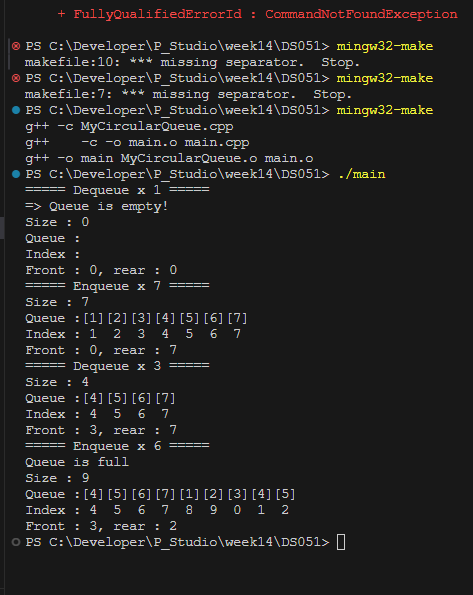 + FullyQualifiedErrorId : CommandNotFoundException
PS C:\Developer\P_Studio\week14\DS051> mingw32-make
makefile:10: *** missing separator.  Stop.
PS C:\Developer\P_Studio\week14\DS051> mingw32-make
makefile:7: *** missing separator.  Stop.
PS C:\Developer\P_Studio\week14\DS051> mingw32-make
g++ -c MyCircularQueue.cpp
g++    -c -o main.o main.cpp
g++ -o main MyCircularQueue.o main.o
PS C:\Developer\P_Studio\week14\DS051> ./main
===== Dequeue x 1 =====
=> Queue is empty!
Size : 0
Queue :
Index :
Front : 0, rear : 0
===== Enqueue x 7 =====
Size : 7
Queue :[1][2][3][4][5][6][7]
Index : 1  2  3  4  5  6  7
Front : 0, rear : 7
===== Dequeue x 3 =====
Size : 4
Queue :[4][5][6][7]
Index : 4  5  6  7
Front : 3, rear : 7
===== Enqueue x 6 =====
Queue is full
Size : 9
Queue :[4][5][6][7][1][2][3][4][5]
Index : 4  5  6  7  8  9  0  1  2
Front : 3, rear : 2
PS C:\Developer\P_Studio\week14\DS051>